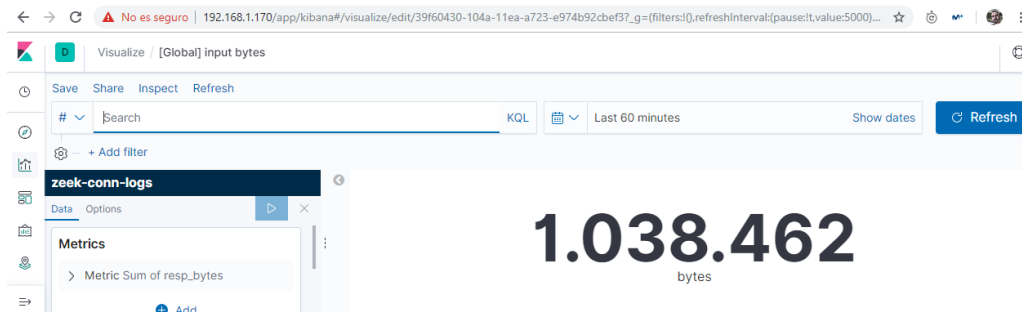 No es seguro | 192.168.1.170/app/kibana#/visualize/edit/39f60430-104a-11ea-a723-e974b92cbef3?_g=(filters:!(),refreshInterval:(pause:!t,value:5000)...
D Visualize / [Global] input bytes
Save Share Inspect Refresh
# Search KQL Last 60 minutes Show dates Refresh
+ Add filter
zeek-conn-logs
Data Options
Metrics
Metric Sum of resp_bytes
Add
1.038.462
bytes